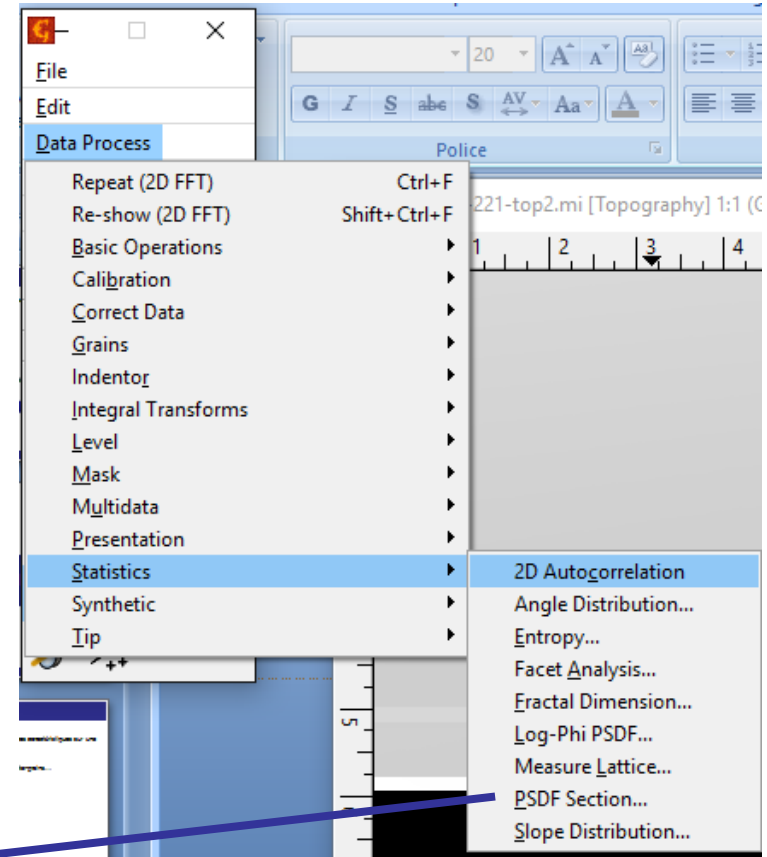 File
20 A A Aa
Edit
G I S abc S AV Aa A
Data Process
Police
Repeat (2D FFT) Ctrl+F
221-top2.mi [Topography] 1:1 (G
Re-show (2D FFT) Shift+Ctrl+F
Basic Operations
1 2 3 4
Calibration
Correct Data
Grains
Indentor
Integral Transforms
Level
Mask
Multidata
Presentation
Statistics
2D Autocorrelation
Synthetic
Angle Distribution...
Tip
Entropy...
Facet Analysis...
Fractal Dimension...
5
Log-Phi PSDF...
Measure Lattice...
PSDF Section...
Slope Distribution...